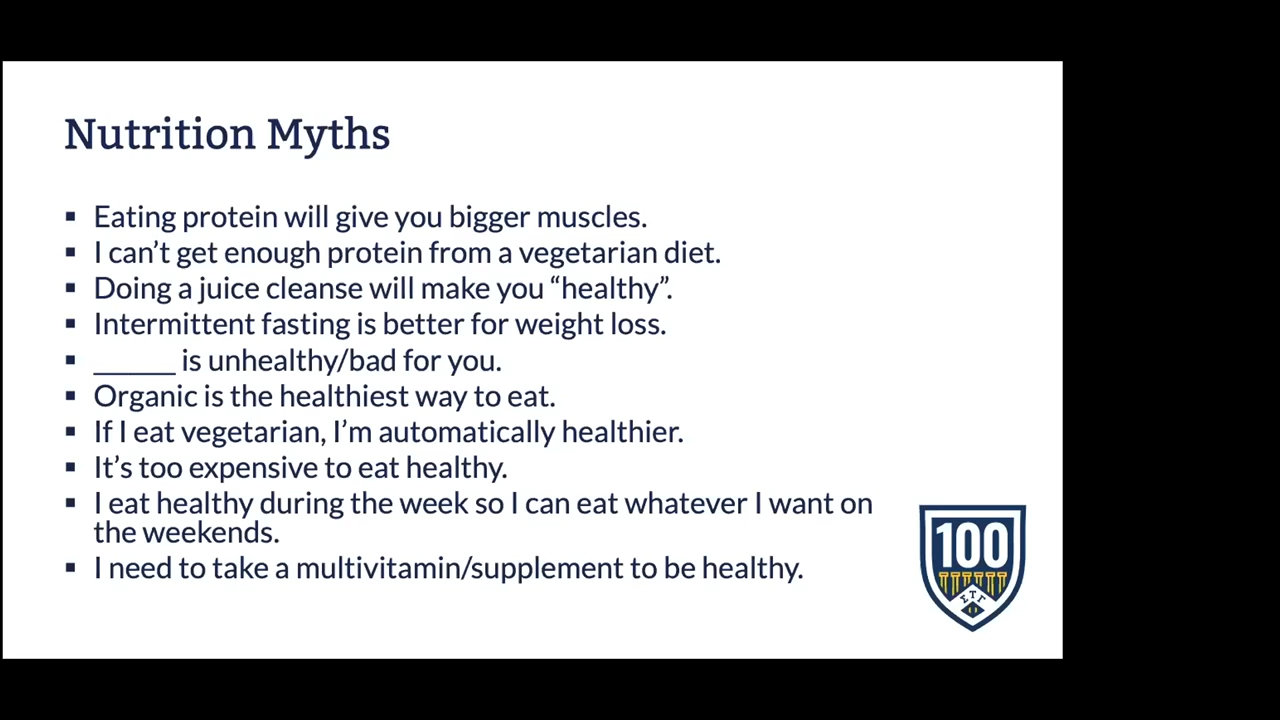 Nutrition Myths
▪ Eating protein will give you bigger muscles.
▪ I can’t get enough protein from a vegetarian diet.
▪ Doing a juice cleanse will make you “healthy”.
▪ Intermittent fasting is better for weight loss.
▪ ______ is unhealthy/bad for you.
▪ Organic is the healthiest way to eat.
▪ If I eat vegetarian, I’m automatically healthier.
▪ It’s too expensive to eat healthy.
▪ I eat healthy during the week so I can eat whatever I want on
the weekends.
▪ I need to take a multivitamin/supplement to be healthy.
100
ΣΤΓ